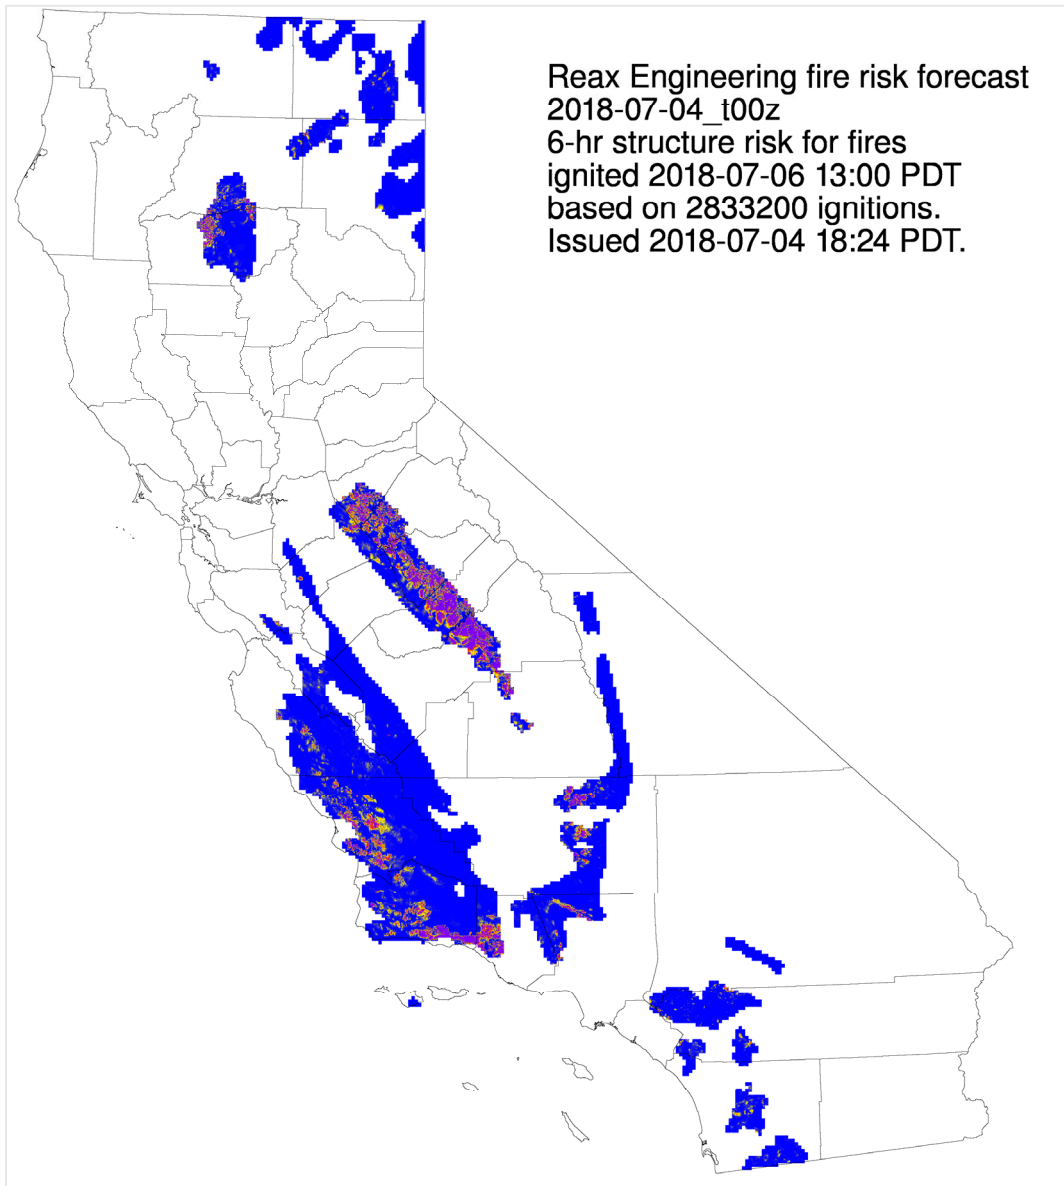 Reax Engineering fire risk forecast
2018-07-04_t00z
6-hr structure risk for fires
ignited 2018-07-06 13:00 PDT
based on 2833200 ignitions.
Issued 2018-07-04 18:24 PDT.